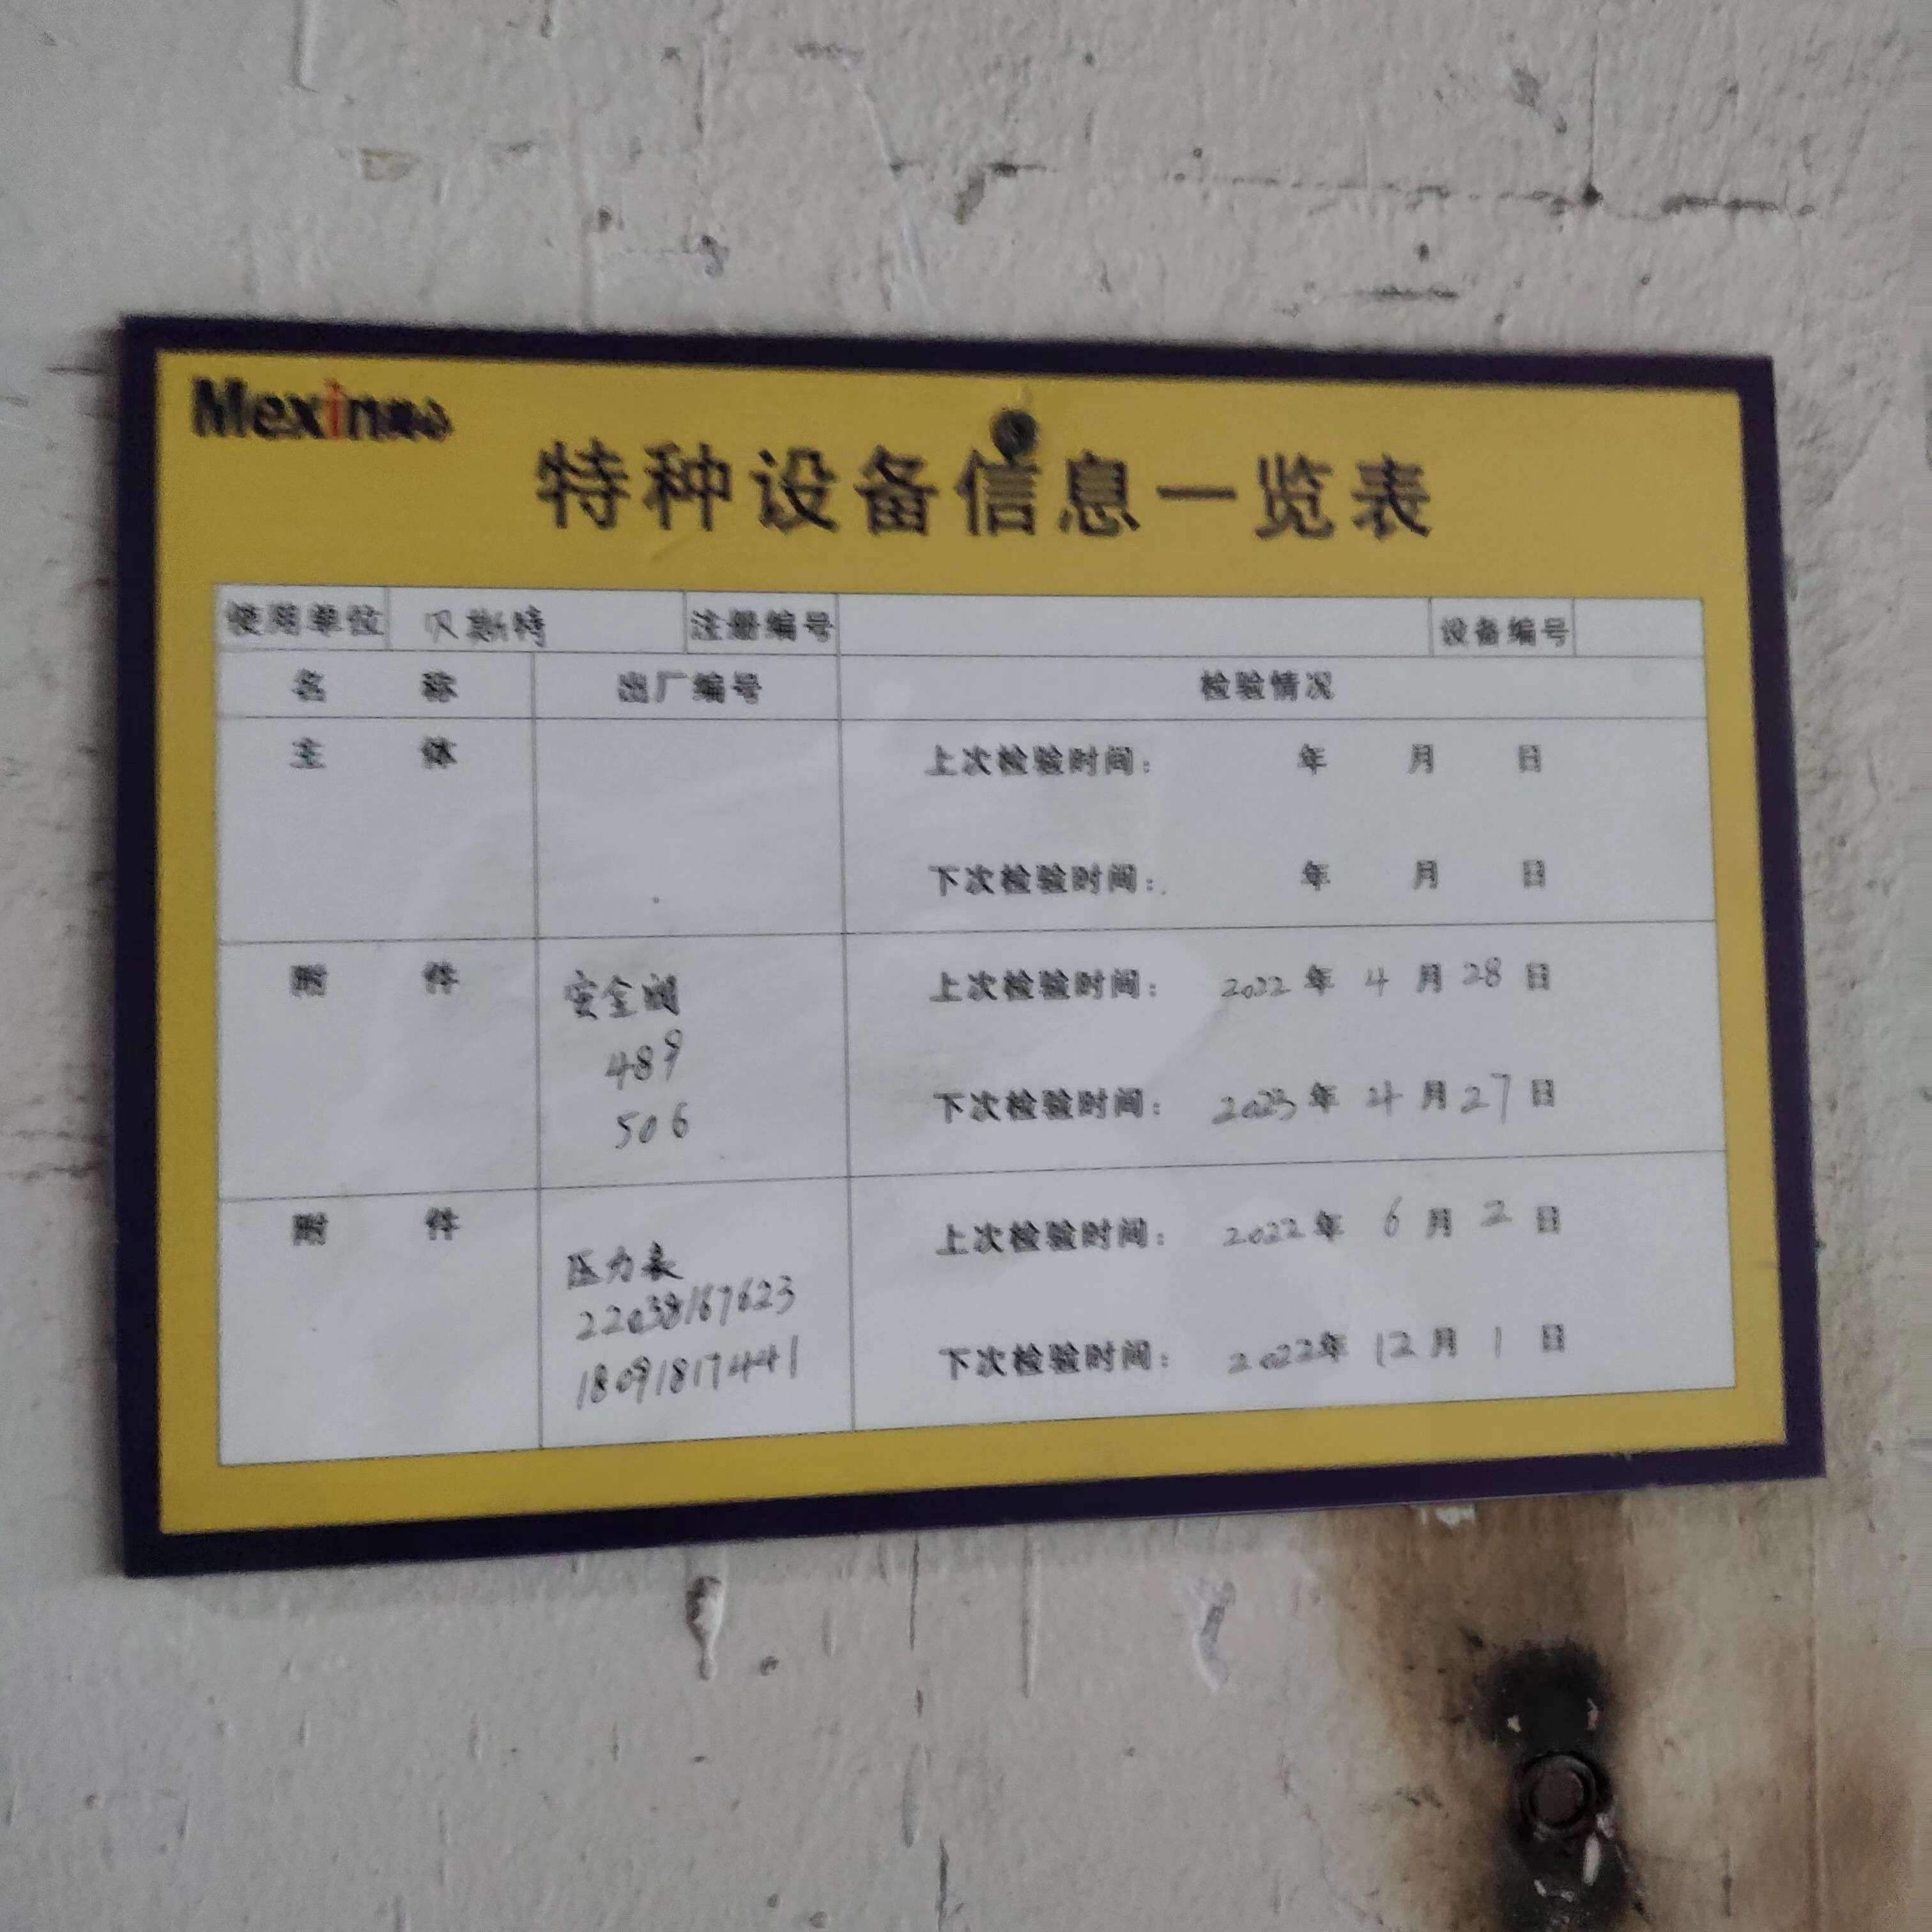 特种设备信息一览表
使用单位 贝斯特 注册编号 设备编号
名 称 出厂编号 检验情况
主 体 上次检验时间： 年 月 日
下次检验时间： 年 月 日
附 件 安全阀 上次检验时间： 2022 年 4 月 28 日
489
506 下次检验时间： 2023 年 4 月 27 日
附 件 压力表 上次检验时间： 2022 年 6 月 2 日
22038167623
18091817441 下次检验时间： 2022 年 12 月 1 日